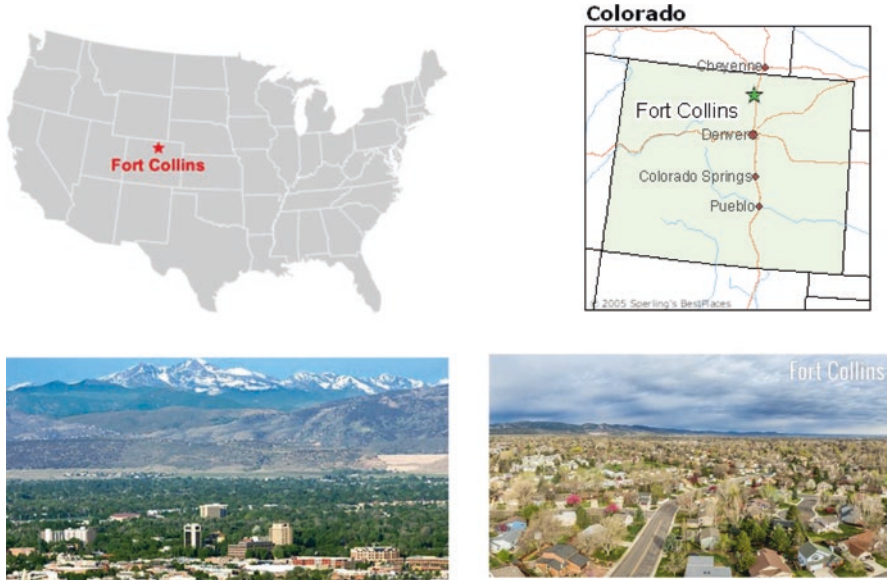 Fort Collins
Colorado
Cheyenne
Fort Collins
Denver
Colorado Springs
Pueblo
© 2005 Sperling's BestPlaces
Fort Collins